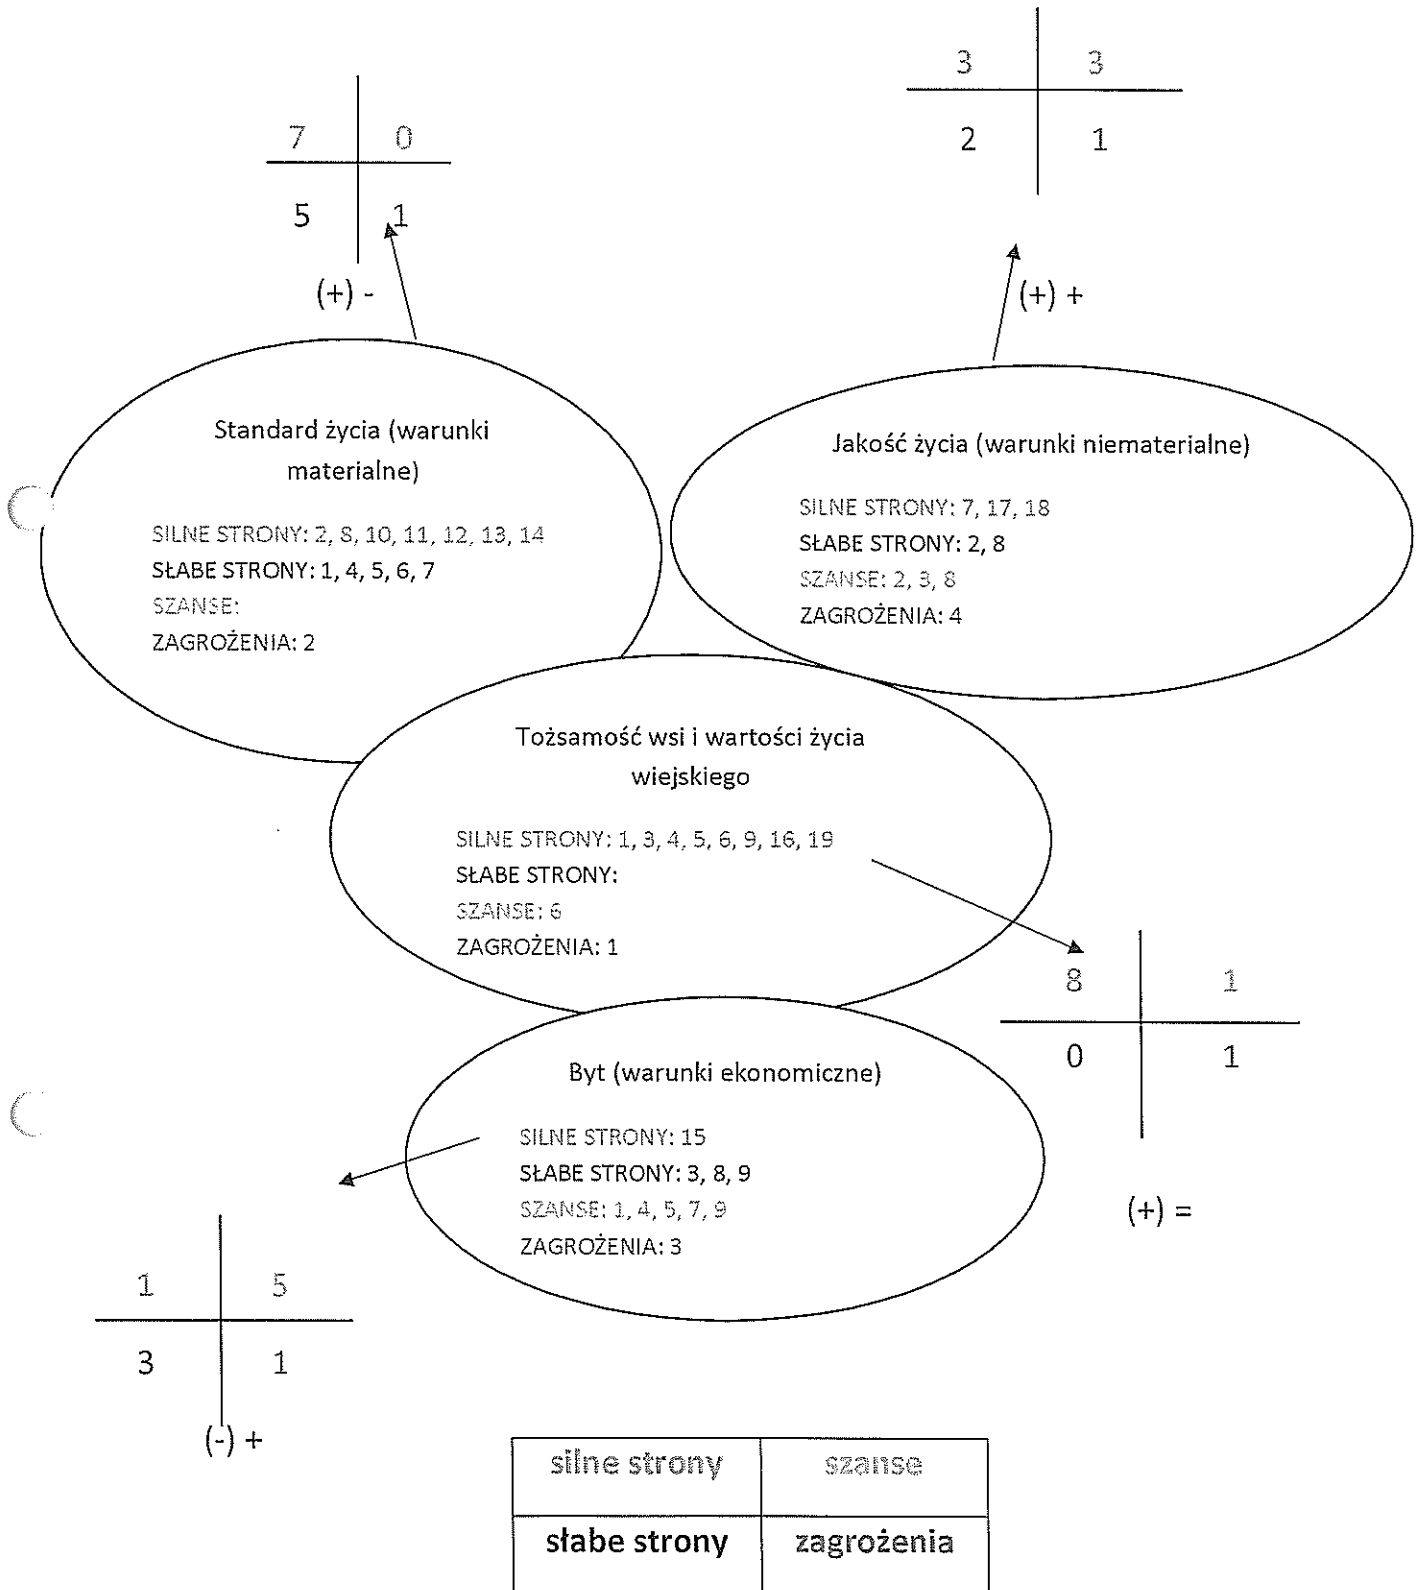 3 3
2 1
(+) +
7 0
5 1
(+) -
Standard życia (warunki
materialne)
SILNE STRONY: 2, 8, 10, 11, 12, 13, 14
SŁABE STRONY: 1, 4, 5, 6, 7
SZANSE:
ZAGROŻENIA: 2
Jakość życia (warunki niematerialne)
SILNE STRONY: 7, 17, 18
SŁABE STRONY: 2, 8
SZANSE: 2, 3, 8
ZAGROŻENIA: 4
Tożsamość wsi i wartości życia
wiejskiego
SILNE STRONY: 1, 3, 4, 5, 6, 9, 16, 19
SŁABE STRONY:
SZANSE: 6
ZAGROŻENIA: 1
8 1
0 1
(+) =
Byt (warunki ekonomiczne)
SILNE STRONY: 15
SŁABE STRONY: 3, 8, 9
SZANSE: 1, 4, 5, 7, 9
ZAGROŻENIA: 3
1 5
3 1
(-) +
silne strony szanse
słabe strony zagrożenia